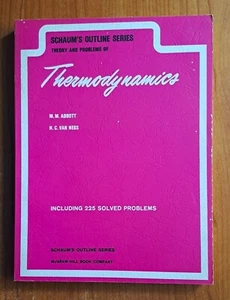 SCHAUM'S OUTLINE SERIES
THEORY AND PROBLEMS OF
Thermodynamics
M. M. ABBOTT
H. C. VAN NESS
INCLUDING 225 SOLVED PROBLEMS
SCHAUM'S OUTLINE SERIES
McGRAW-HILL BOOK COMPANY